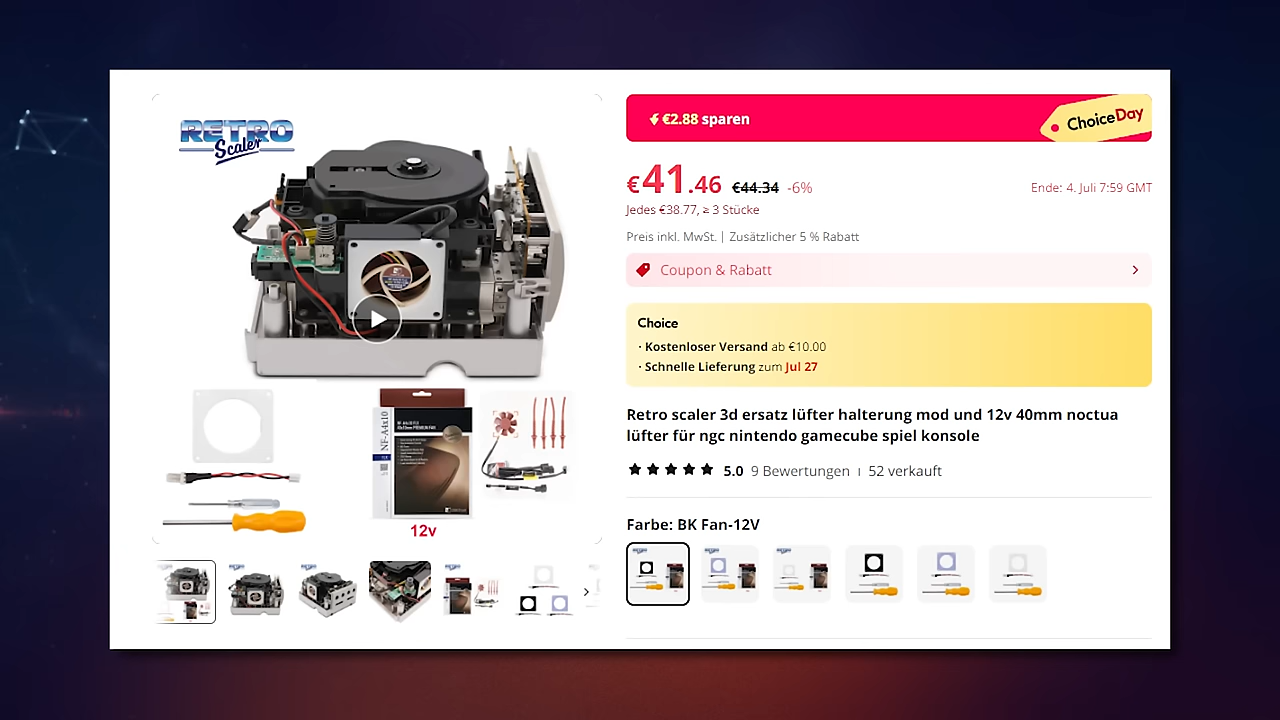 RETRO
Scaler
NF-A4x10
12v
€2.88 sparen
ChoiceDay
€41.46 €44.34 -6%
Ende: 4. Juli 7:59 GMT
Jedes €38.77, ≥ 3 Stücke
Preis inkl. MwSt. | Zusätzlicher 5 % Rabatt
Coupon & Rabatt
Choice
· Kostenloser Versand ab €10.00
· Schnelle Lieferung zum Jul 27
Retro scaler 3d ersatz lüfter halterung mod und 12v 40mm noctua
lüfter für ngc nintendo gamecube spiel konsole
5.0 9 Bewertungen | 52 verkauft
Farbe: BK Fan-12V